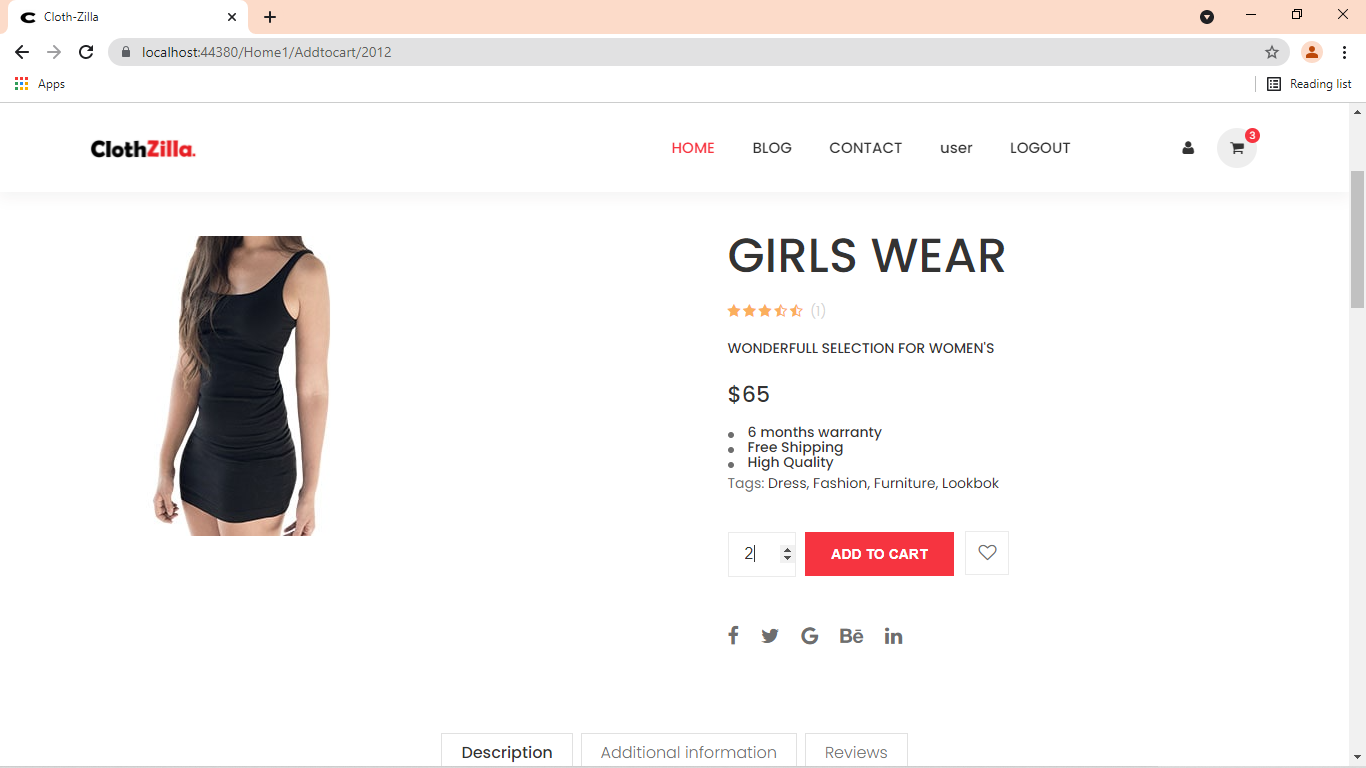 Cloth-Zilla
localhost:44380/Home1/Addtocart/2012
Apps
Reading list
ClothZilla.
HOME BLOG CONTACT user LOGOUT
3
GIRLS WEAR
(1)
WONDERFULL SELECTION FOR WOMEN'S
$65
6 months warranty
Free Shipping
High Quality
Tags: Dress, Fashion, Furniture, Lookbok
2
ADD TO CART
Description
Additional information
Reviews